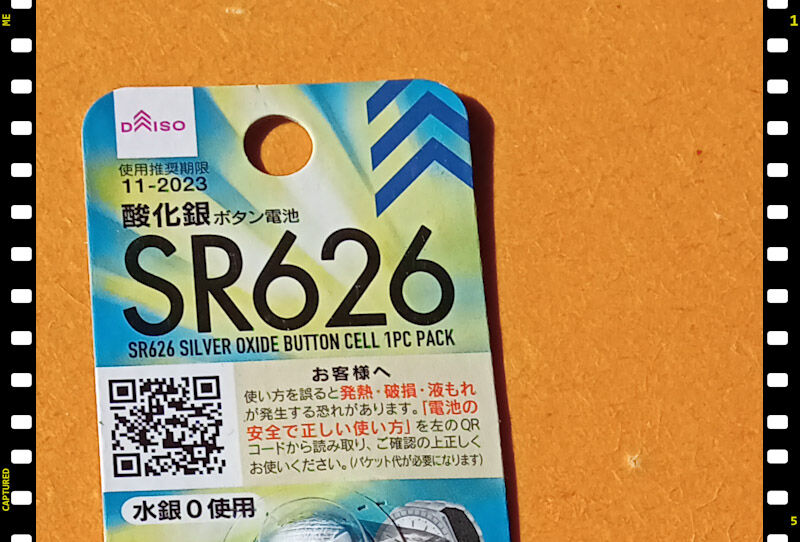 ME
1
DAISO
使用推奨期限
11-2023
酸化銀ボタン電池
SR626
SR626 SILVER OXIDE BUTTON CELL 1PC PACK
お客様へ
使い方を誤ると発熱・破損・液もれ
が発生する恐れがあります。「電池の
安全で正しい使い方」を左のQR
コードから読み取り、ご確認の上正しく
お使いください。(パケット代が必要になります)
水銀0使用
CAPTURED
5